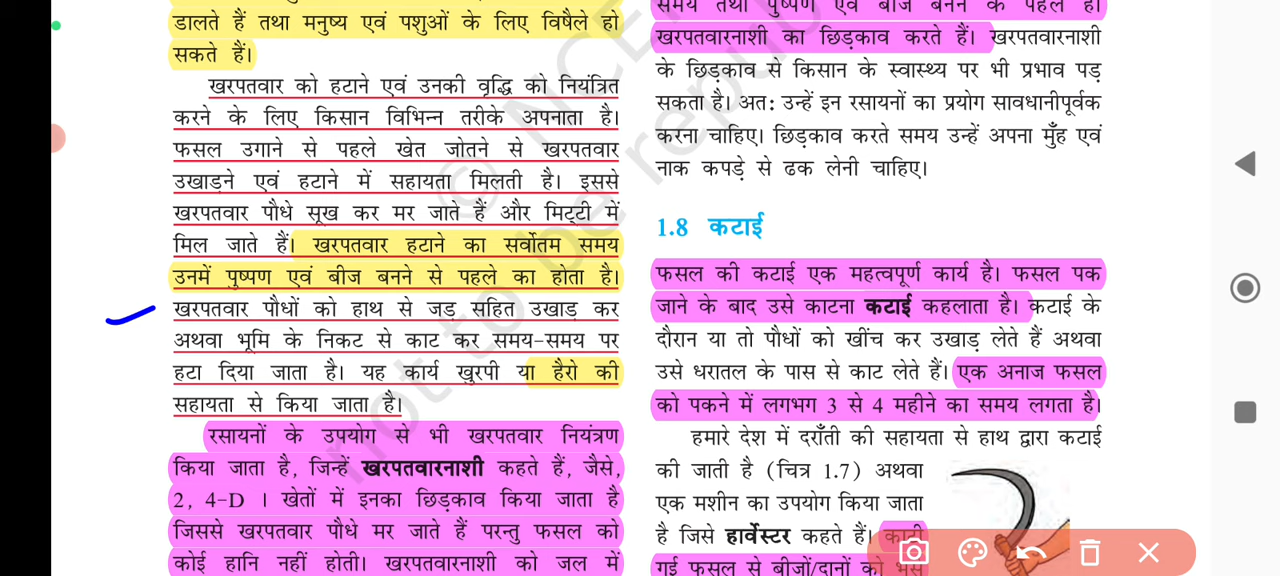 डालते हैं तथा मनुष्य एवं पशुओं के लिए विषैले हो
सकते हैं।
खरपतवार को हटाने एवं उनकी वृद्धि को नियंत्रित
करने के लिए किसान विभिन्न तरीके अपनाता है।
फसल उगाने से पहले खेत जोतने से खरपतवार
उखाड़ने एवं हटाने में सहायता मिलती है। इससे
खरपतवार पौधे सूख कर मर जाते हैं और मिट्टी में
मिल जाते हैं। खरपतवार हटाने का सर्वोतम समय
उनमें पुष्पण एवं बीज बनने से पहले का होता है।
खरपतवार पौधों को हाथ से जड़ सहित उखाड़ कर
अथवा भूमि के निकट से काट कर समय-समय पर
हटा दिया जाता है। यह कार्य खुरपी या हैरो की
सहायता से किया जाता है।
रसायनों के उपयोग से भी खरपतवार नियंत्रण
किया जाता है, जिन्हें खरपतवारनाशी कहते हैं, जैसे,
2, 4-D । खेतों में इनका छिड़काव किया जाता है
जिससे खरपतवार पौधे मर जाते हैं परन्तु फसल को
कोई हानि नहीं होती। खरपतवारनाशी को जल में
समय तथा पुष्पण एवं बीज बनने के पहले ही
खरपतवारनाशी का छिड़काव करते हैं। खरपतवारनाशी
के छिड़काव से किसान के स्वास्थ्य पर भी प्रभाव पड़
सकता है। अत: उन्हें इन रसायनों का प्रयोग सावधानीपूर्वक
करना चाहिए। छिड़काव करते समय उन्हें अपना मुँह एवं
नाक कपड़े से ढक लेनी चाहिए।
1.8 कटाई
फसल की कटाई एक महत्वपूर्ण कार्य है। फसल पक
जाने के बाद उसे काटना कटाई कहलाता है। कटाई के
दौरान या तो पौधों को खींच कर उखाड़ लेते हैं अथवा
उसे धरातल के पास से काट लेते हैं। एक अनाज फसल
को पकने में लगभग 3 से 4 महीने का समय लगता है।
हमारे देश में दराँती की सहायता से हाथ द्वारा कटाई
की जाती है (चित्र 1.7) अथवा
एक मशीन का उपयोग किया जाता
है जिसे हार्वेस्टर कहते हैं। काटी
गई फसल से बीजों/दानों को भूसे
© NCE
not to be republ